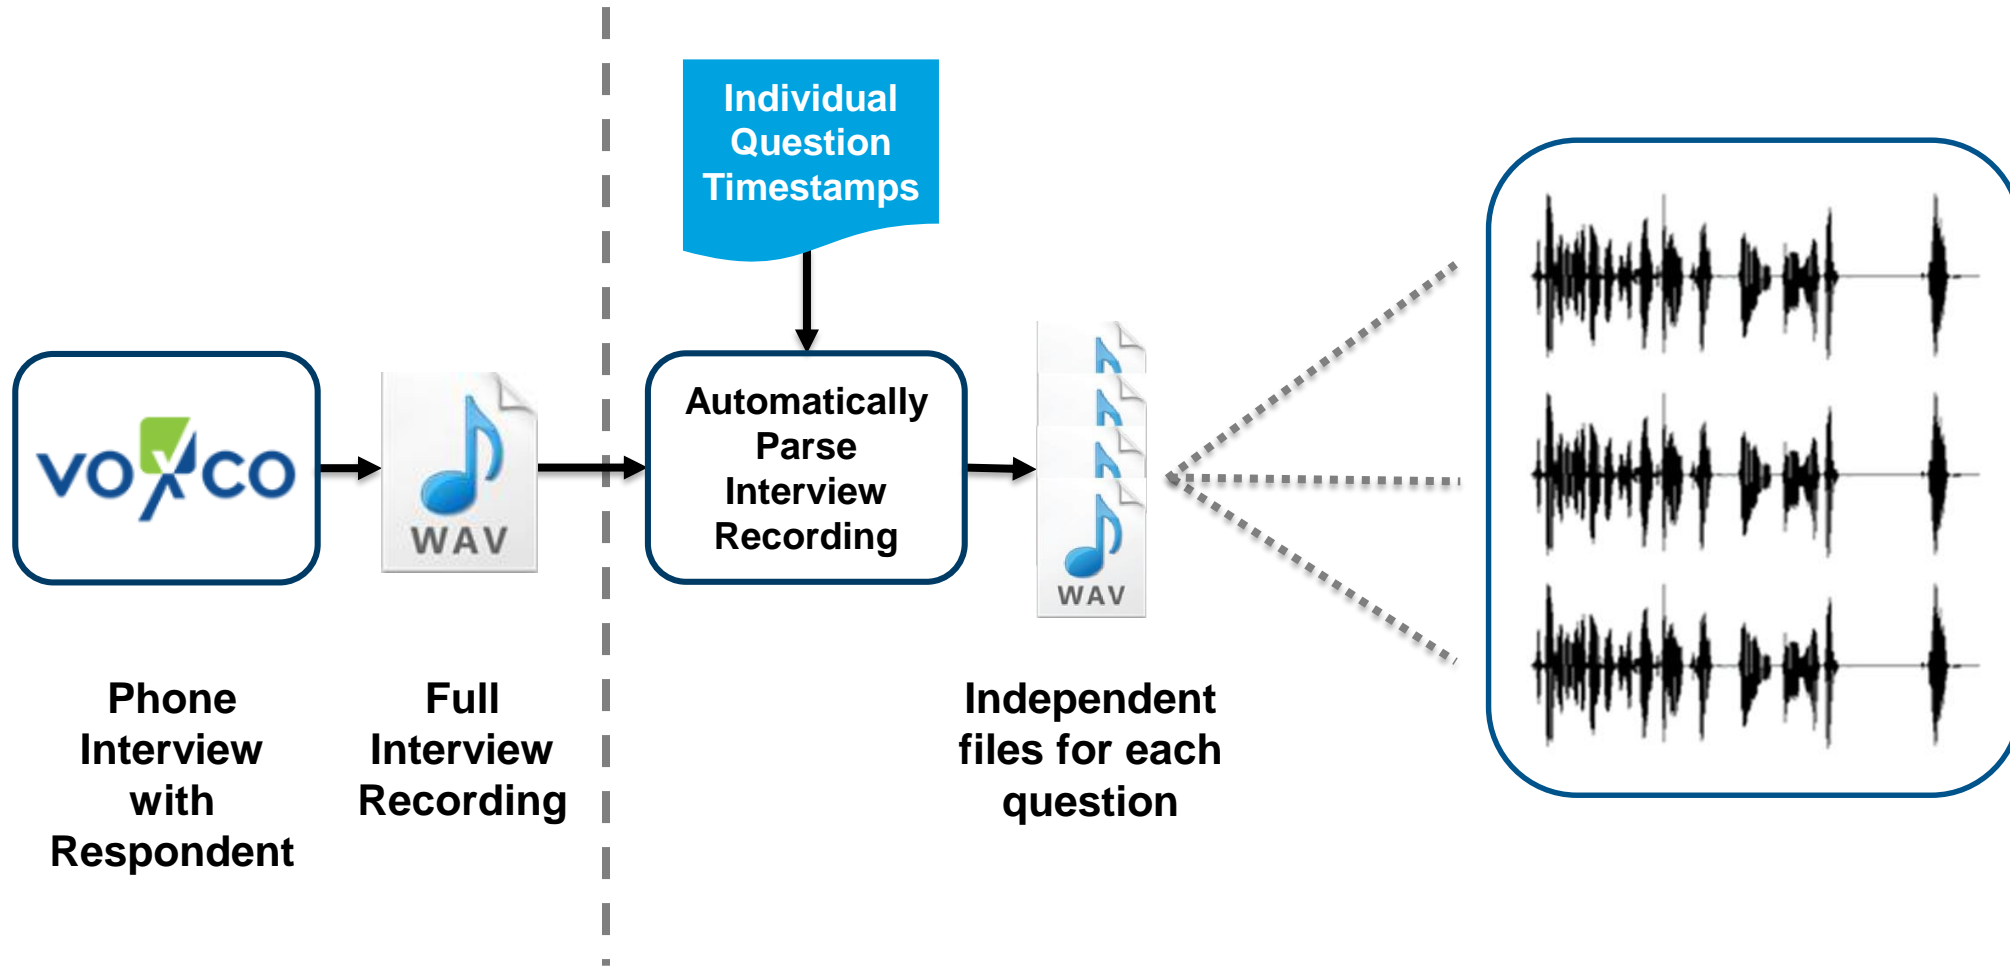 Individual
Question
Timestamps
VOXCO
WAV
Automatically
Parse
Interview
Recording
WAV
Phone
Interview
with
Respondent
Full
Interview
Recording
Independent
files for each
question